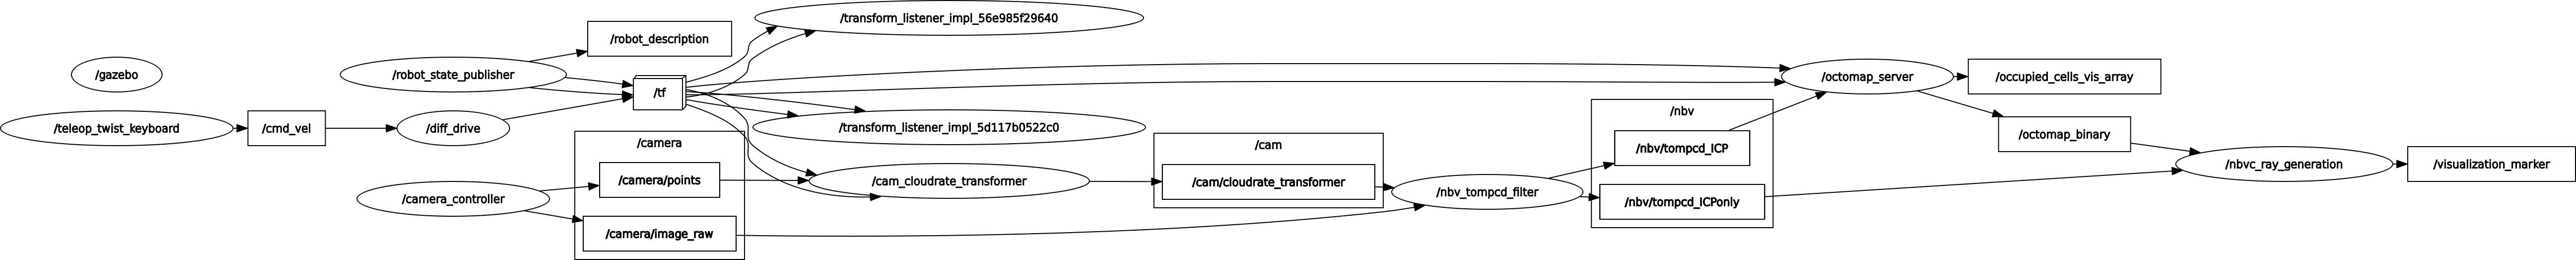 /gazebo
/teleop_twist_keyboard
/cmd_vel
/robot_state_publisher
/diff_drive
/camera_controller
/robot_description
/tf
/camera
/camera/points
/camera/image_raw
/transform_listener_impl_56e985f29640
/transform_listener_impl_5d117b0522c0
/cam_cloudrate_transformer
/cam
/cam/cloudrate_transformer
/nbv_tompcd_filter
/nbv
/nbv/tompcd_ICP
/nbv/tompcd_ICPonly
/octomap_server
/occupied_cells_vis_array
/octomap_binary
/nbvc_ray_generation
/visualization_marker